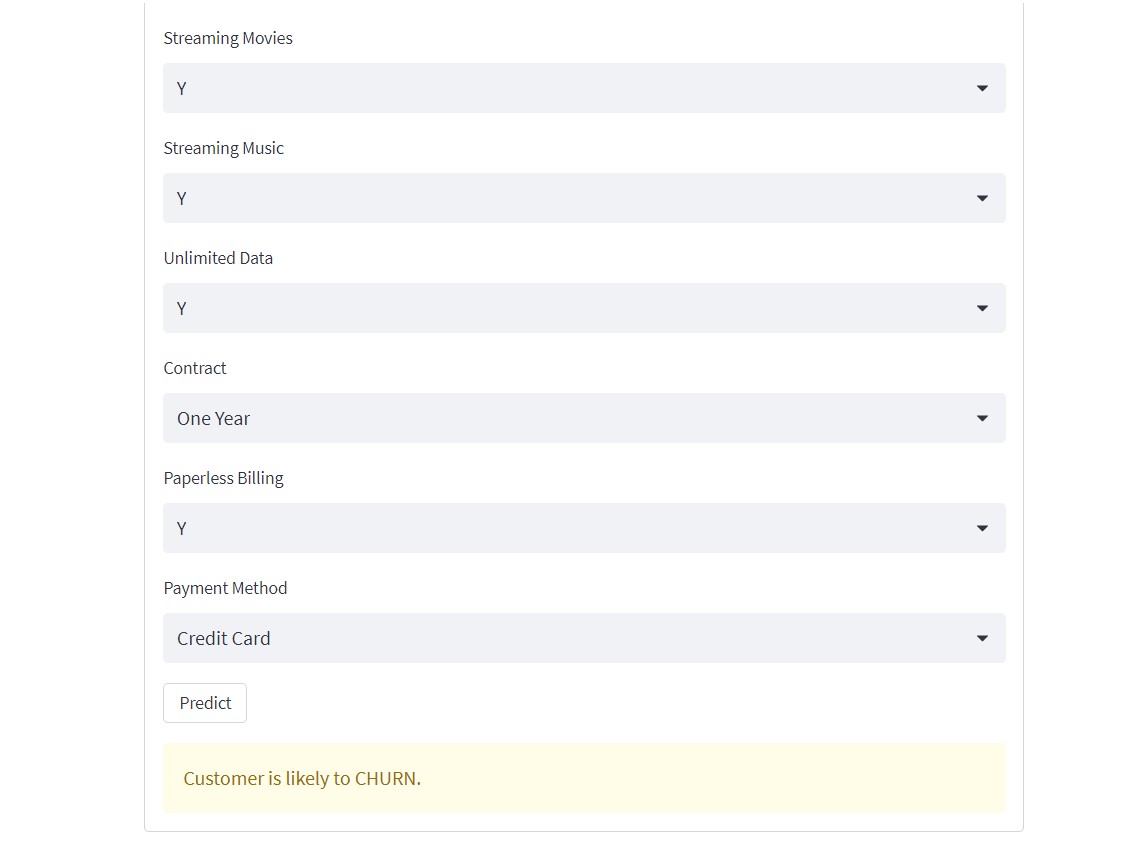 Streaming Movies
Y
Streaming Music
Y
Unlimited Data
Y
Contract
One Year
Paperless Billing
Y
Payment Method
Credit Card
Predict
Customer is likely to CHURN.